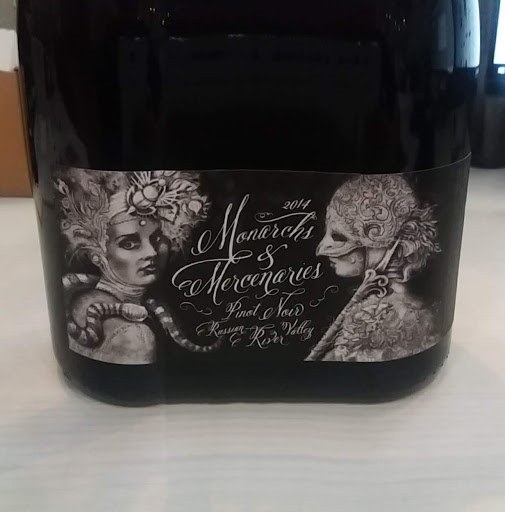 2014
Monarchs
&
Mercenaries
Pinot Noir
Russian
River Valley